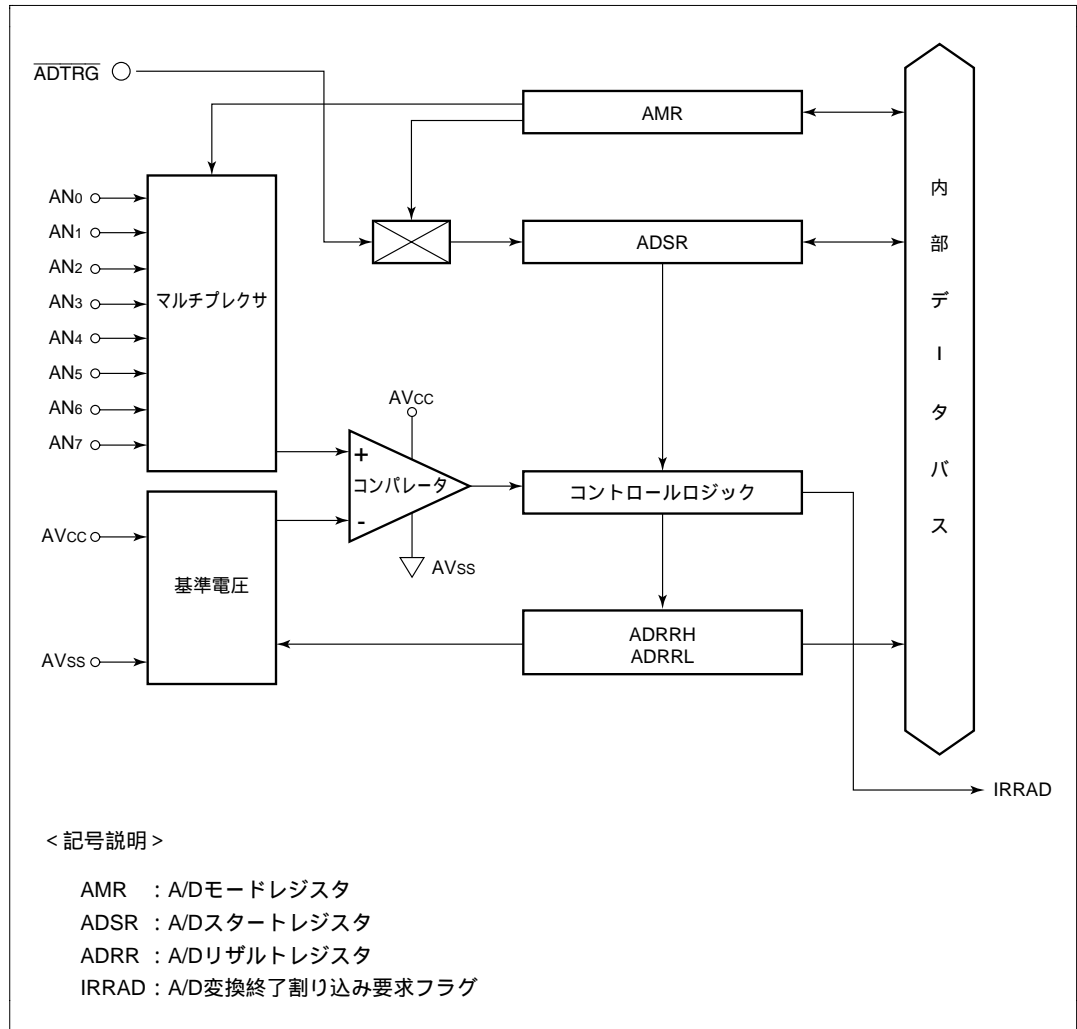 ADTRG
AMR
AN0
AN1
AN2
AN3
AN4
AN5
AN6
AN7
マルチプレクサ
ADSR
内部データバス
AVCC
+
コンパレータ
-
AVSS
コントロールロジック
AVCC
基準電圧
AVSS
ADRRH
ADRRL
IRRAD
<記号説明>
AMR :A/Dモードレジスタ
ADSR :A/Dスタートレジスタ
ADRR :A/Dリザルトレジスタ
IRRAD:A/D変換終了割り込み要求フラグ